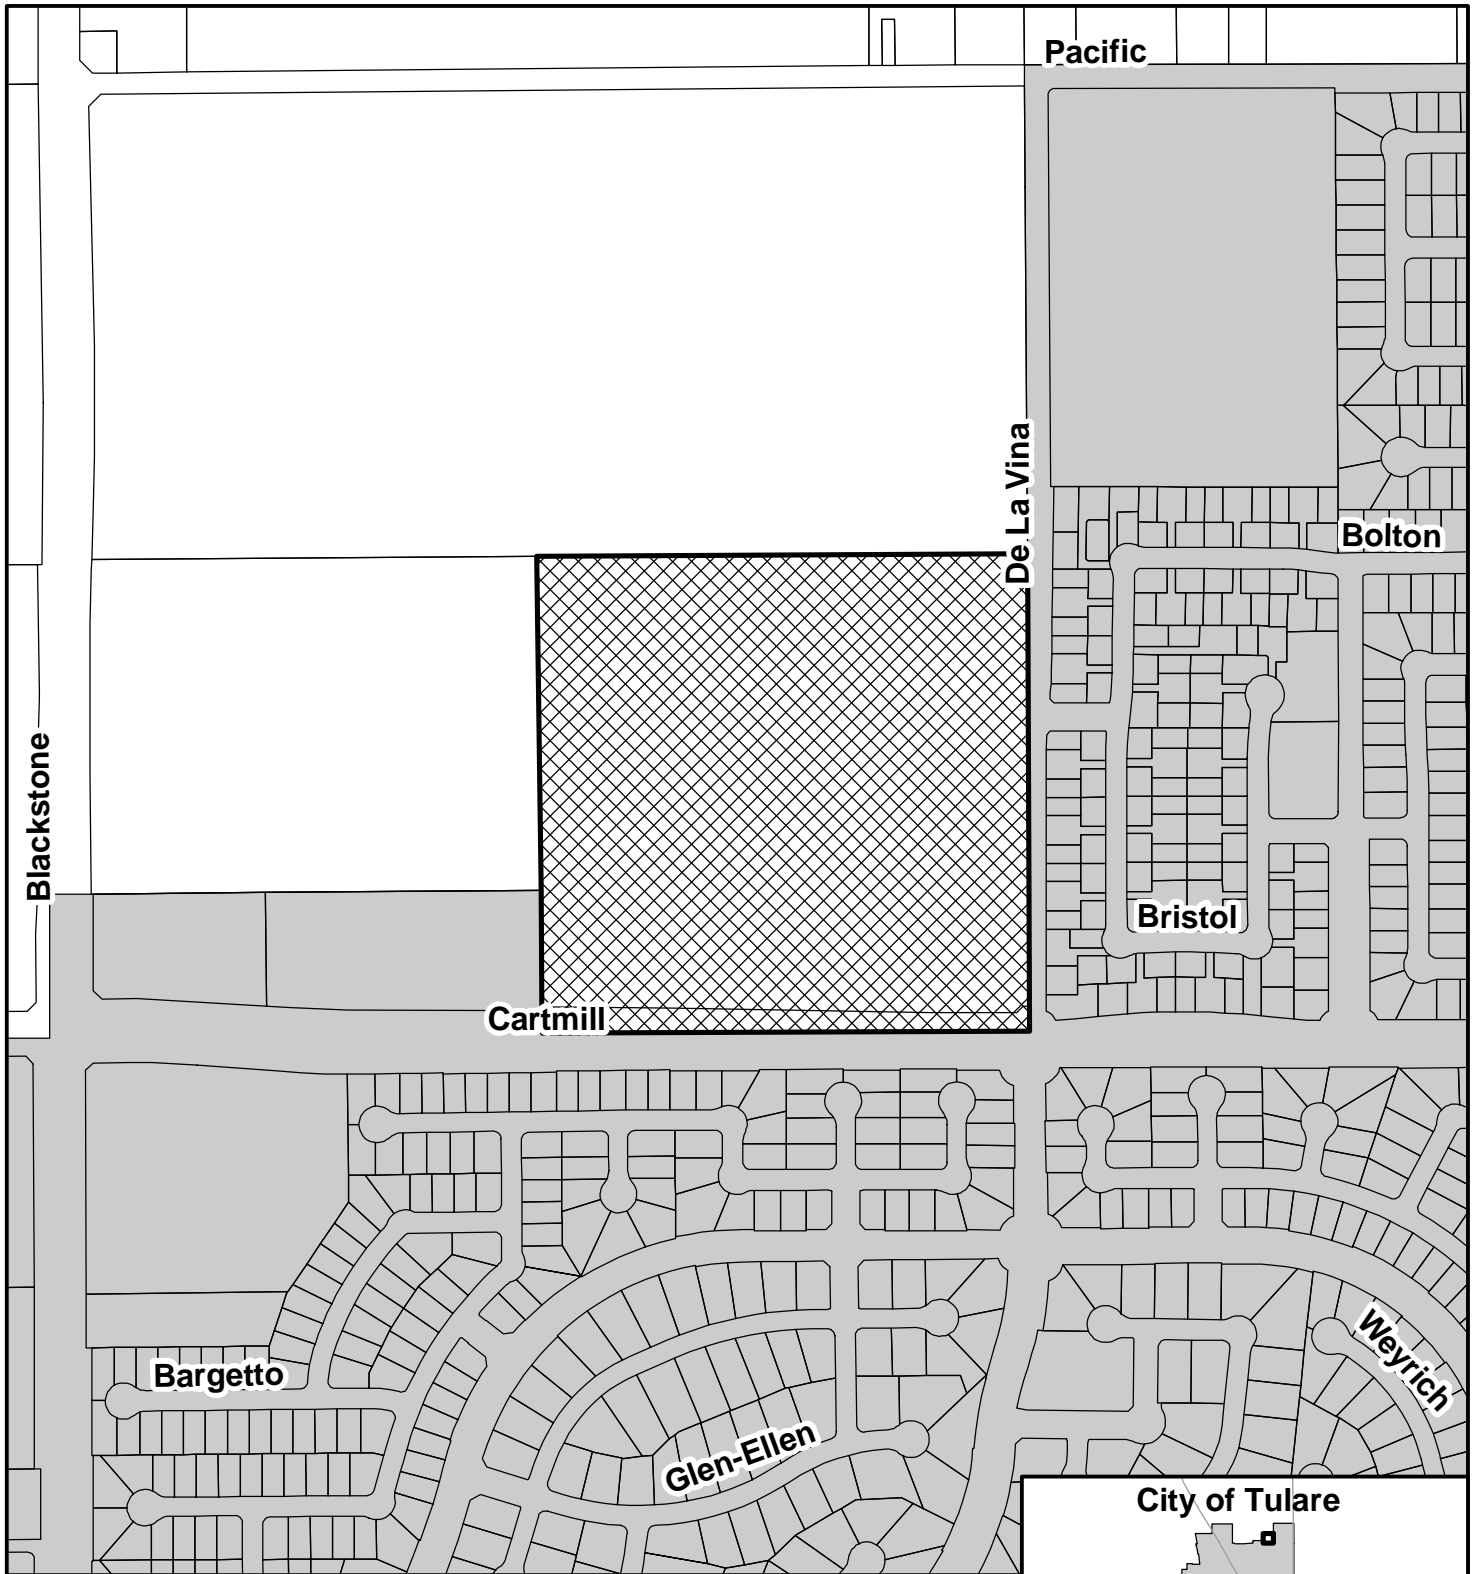 Pacific
De La Vina
Bolton
Blackstone
Bristol
Cartmill
Weyrich
Bargetto
Glen-Ellen
City of Tulare